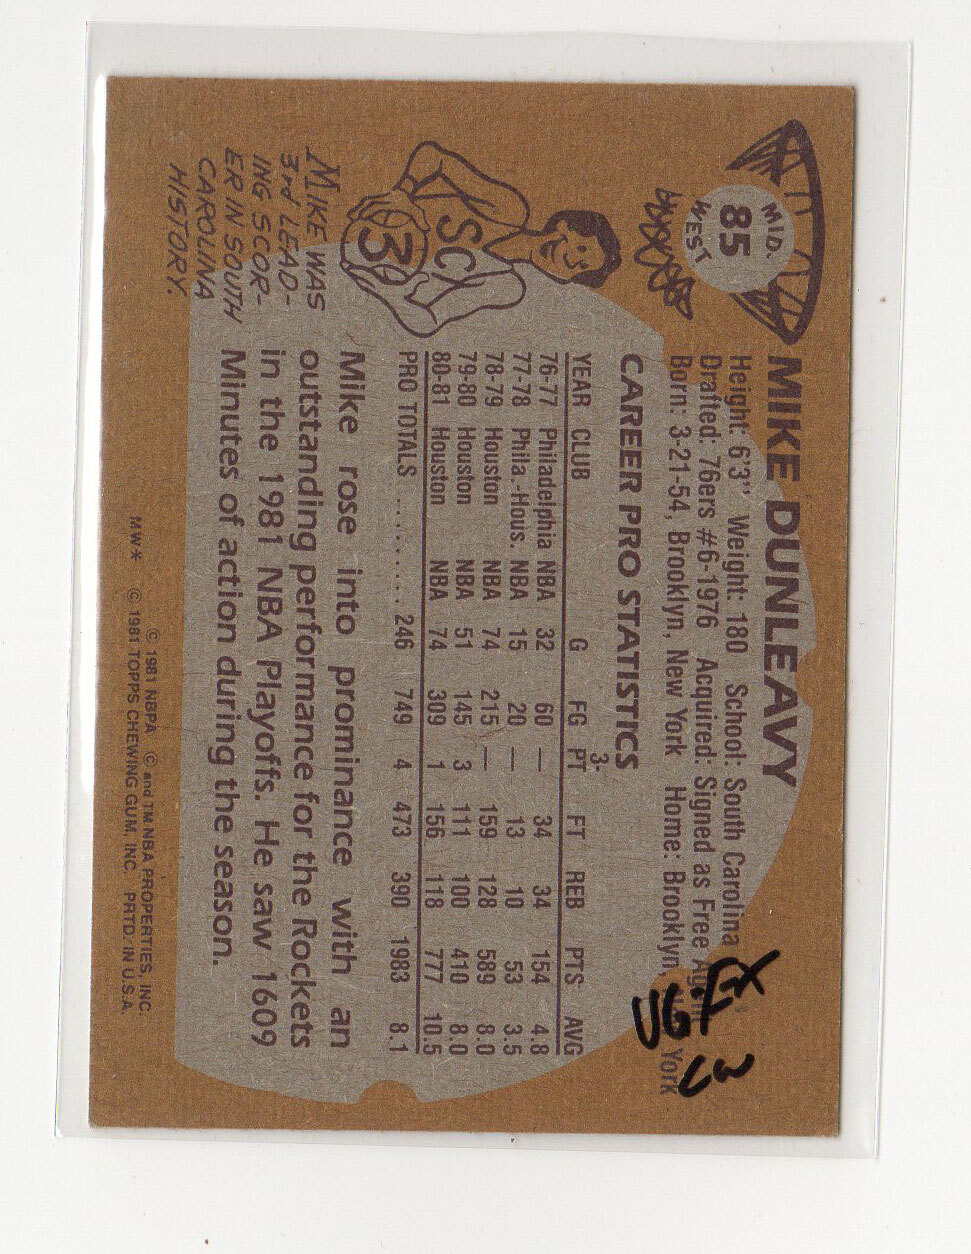 MID.
85
WEST
MIKE DUNLEAVY
Height: 6'3" Weight: 180 School: South Carolina
Drafted: 76ers #6-1976 Acquired: Signed as Free Agent
Born: 3-21-54, Brooklyn, New York Home: Brooklyn, New York
CAREER PRO STATISTICS
YEAR CLUB G FG 3-PT FT REB PTS AVG
76-77 Philadelphia NBA 32 60 — 34 34 154 4.8
77-78 Phila.-Hous. NBA 15 20 — 13 10 53 3.5
78-79 Houston NBA 74 215 — 159 128 589 8.0
79-80 Houston NBA 51 145 3 111 100 410 8.0
80-81 Houston NBA 74 309 1 156 118 777 10.5
PRO TOTALS .......... 246 749 4 473 390 1983 8.1
Mike rose into prominence with an
outstanding performance for the Rockets
in the 1981 NBA Playoffs. He saw 1609
Minutes of action during the season.
SC
3
MIKE WAS
3RD LEAD-
ING SCOR-
ER IN SOUTH
CAROLINA
HISTORY.
© 1981 NBPA © and TM NBA PROPERTIES, INC.
MW* © 1981 TOPPS CHEWING GUM, INC. PRTD. IN U.S.A.
VG-EX